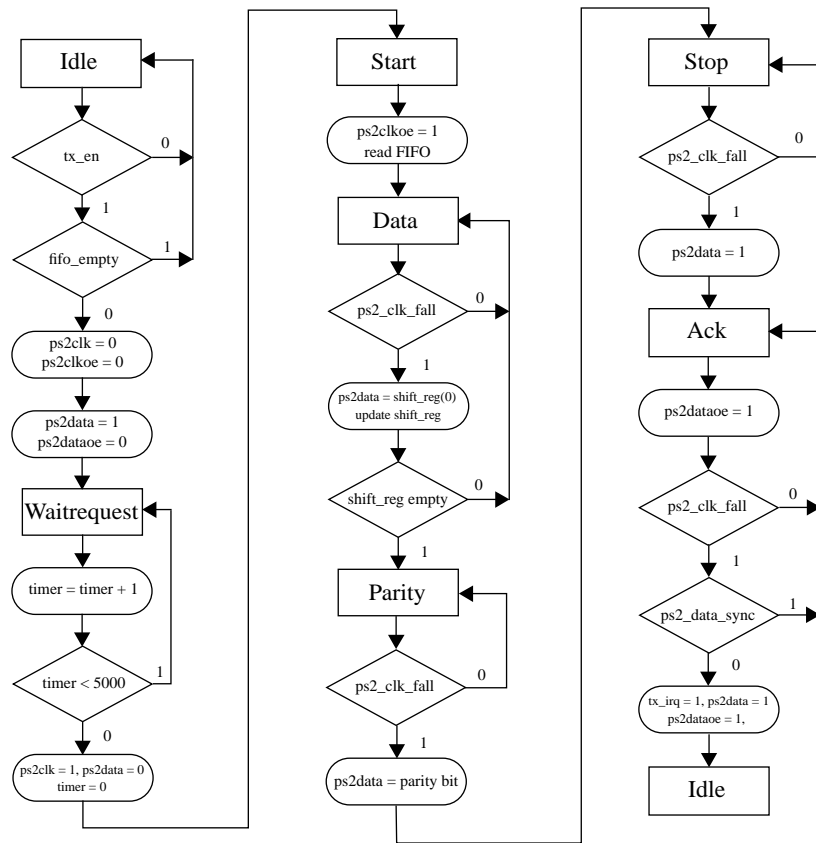 Idle
tx_en
0
1
fifo_empty
1
0
ps2clk = 0
ps2clkoe = 0
ps2data = 1
ps2dataoe = 0
Waitrequest
timer = timer + 1
timer < 5000
1
0
ps2clk = 1, ps2data = 0
timer = 0
Start
ps2clkoe = 1
read FIFO
Data
ps2_clk_fall
0
1
ps2data = shift_reg(0)
update shift_reg
shift_reg empty
0
1
Parity
ps2_clk_fall
0
1
ps2data = parity bit
Stop
ps2_clk_fall
0
1
ps2data = 1
Ack
ps2dataoe = 1
ps2_clk_fall
0
1
ps2_data_sync
1
0
tx_irq = 1, ps2data = 1
ps2dataoe = 1,
Idle